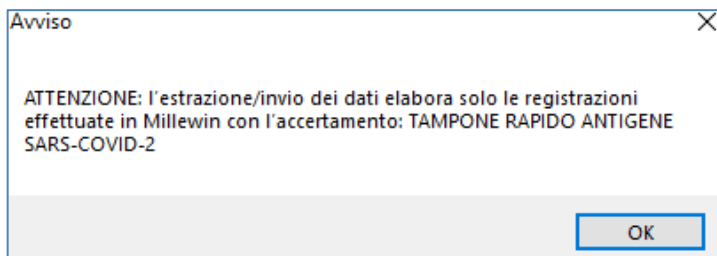 Avviso
ATTENZIONE: l'estrazione/invio dei dati elabora solo le registrazioni
effettuate in Millewin con l'accertamento: TAMPONE RAPIDO ANTIGENE
SARS-COVID-2
OK